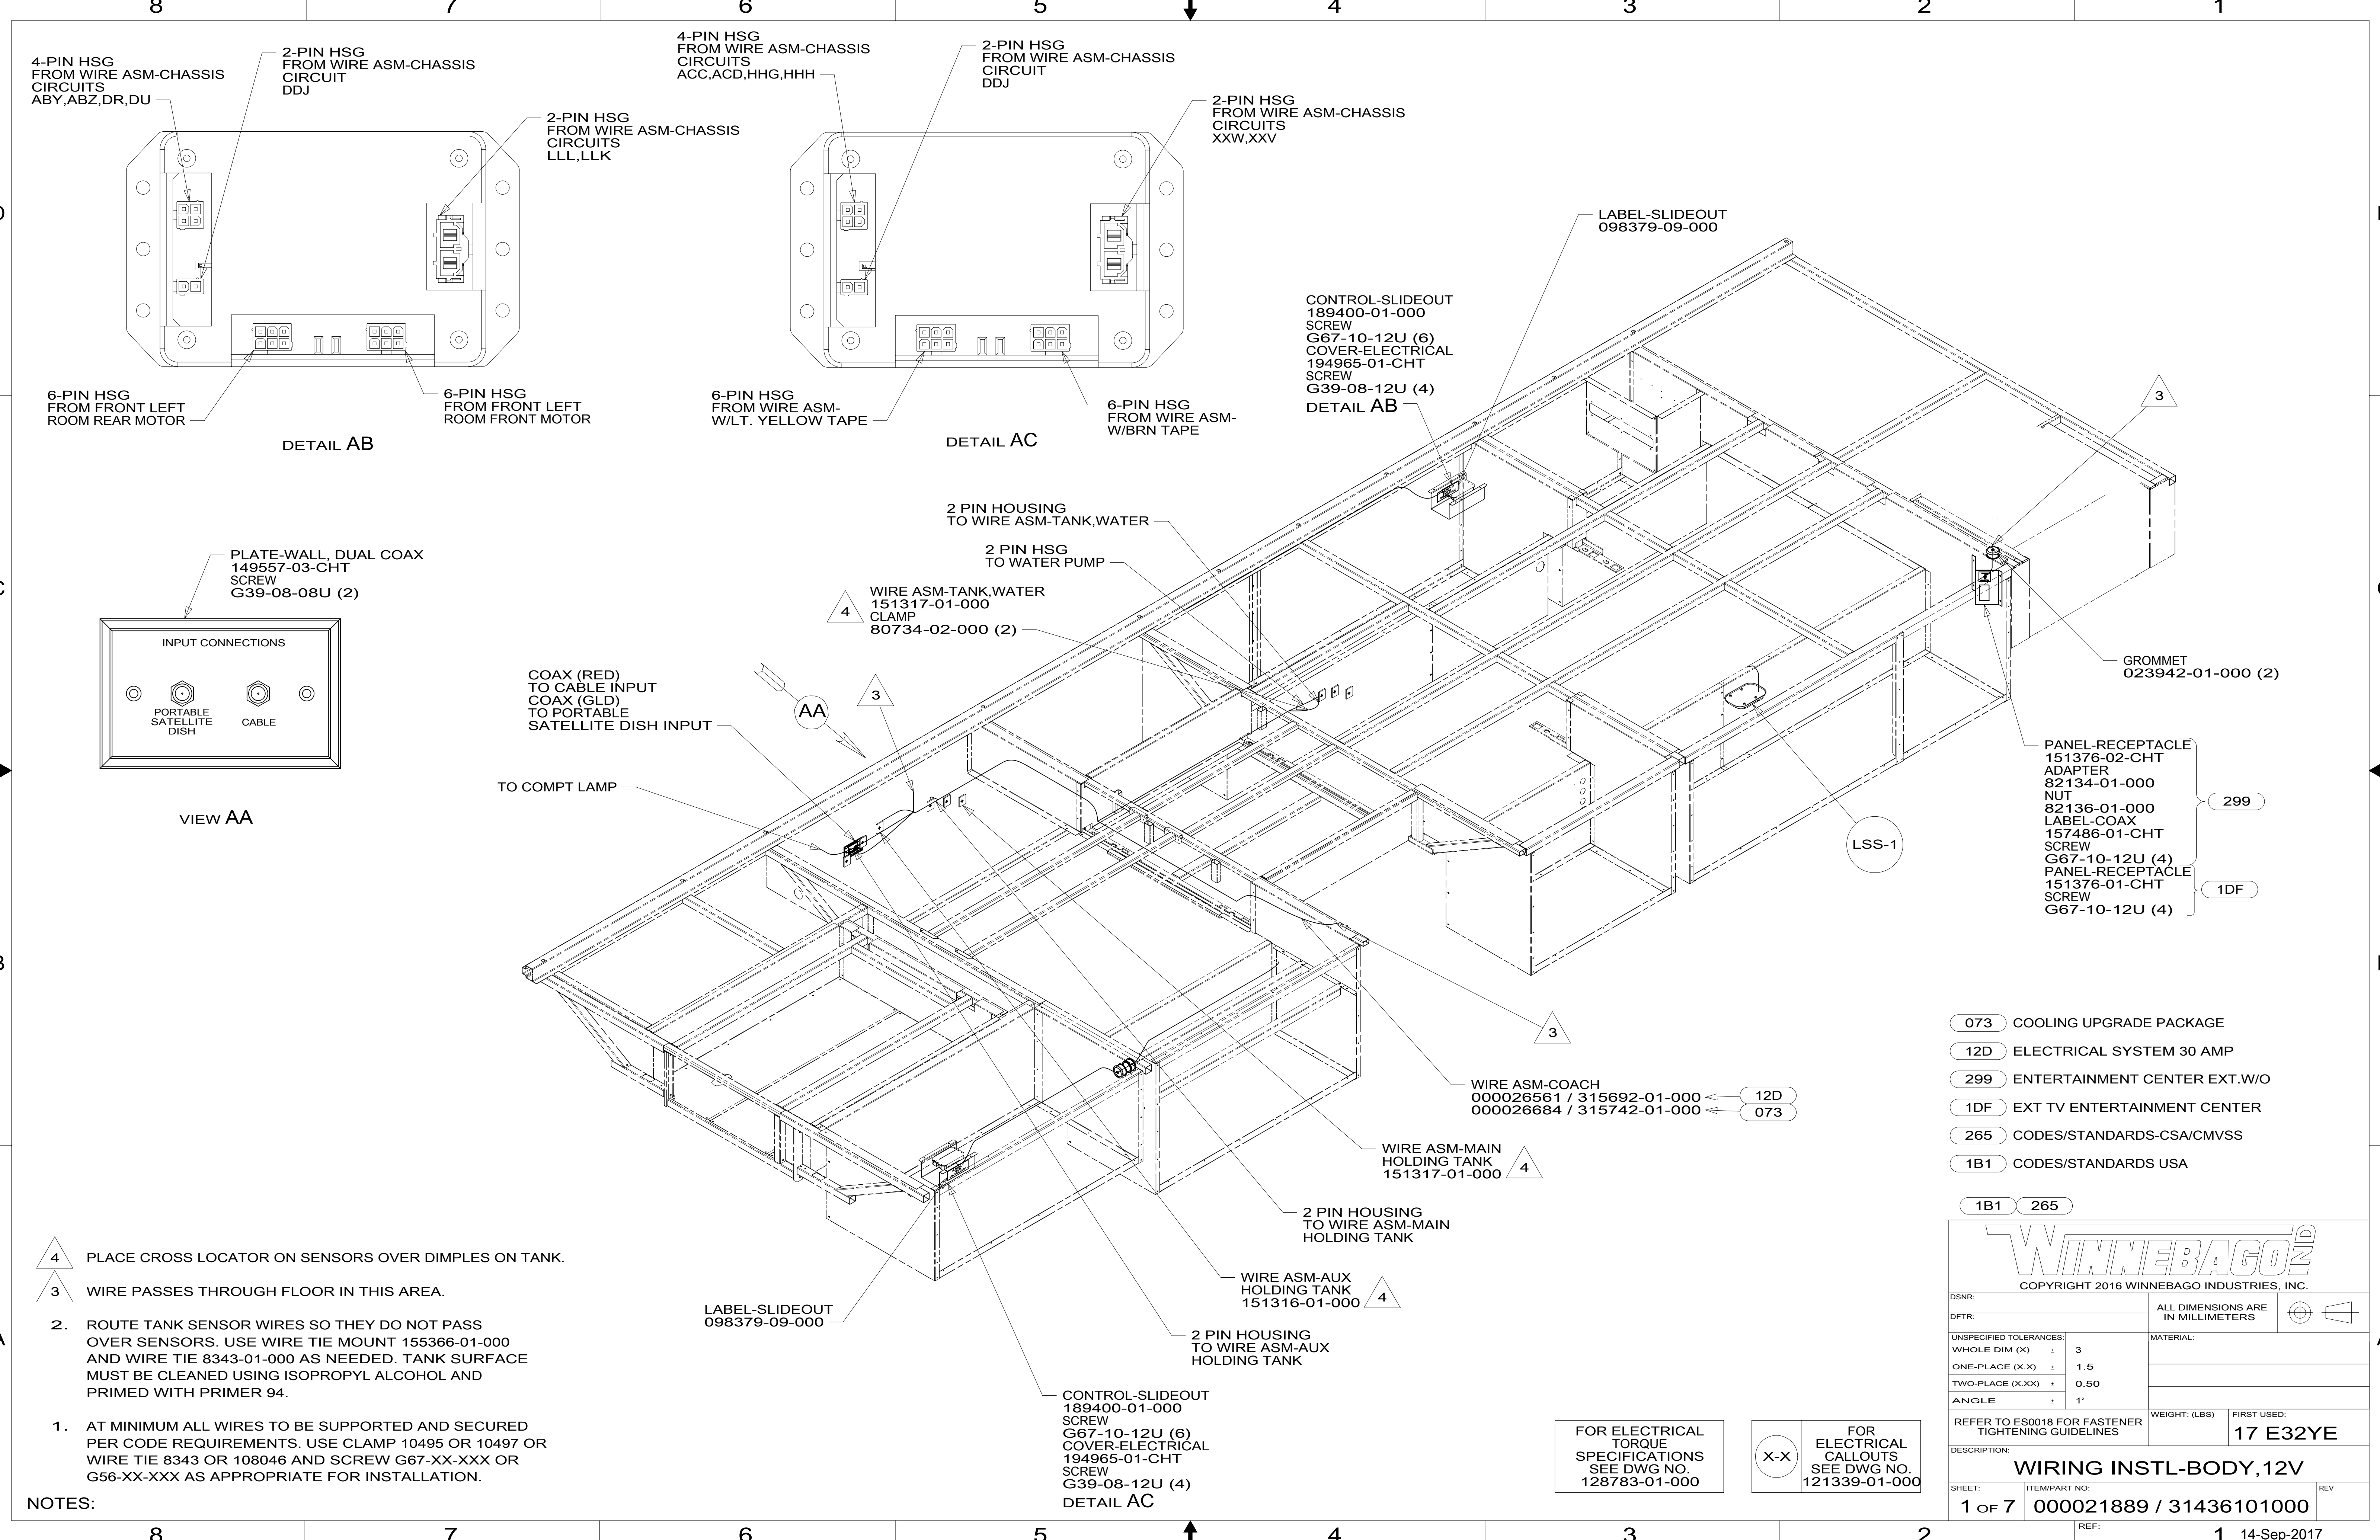 8 7 6 5 4 3 2 1
4-PIN HSG
FROM WIRE ASM-CHASSIS
CIRCUITS
ABY,ABZ,DR,DU
2-PIN HSG
FROM WIRE ASM-CHASSIS
CIRCUIT
DDJ
2-PIN HSG
FROM WIRE ASM-CHASSIS
CIRCUITS
LLL,LLK
6-PIN HSG
FROM FRONT LEFT
ROOM REAR MOTOR
6-PIN HSG
FROM FRONT LEFT
ROOM FRONT MOTOR
DETAIL AB
4-PIN HSG
FROM WIRE ASM-CHASSIS
CIRCUITS
ACC,ACD,HHG,HHH
2-PIN HSG
FROM WIRE ASM-CHASSIS
CIRCUIT
DDJ
2-PIN HSG
FROM WIRE ASM-CHASSIS
CIRCUITS
XXW,XXV
6-PIN HSG
FROM WIRE ASM-
W/LT. YELLOW TAPE
6-PIN HSG
FROM WIRE ASM-
W/BRN TAPE
DETAIL AC
LABEL-SLIDEOUT
098379-09-000
CONTROL-SLIDEOUT
189400-01-000
SCREW
G67-10-12U (6)
COVER-ELECTRICAL
194965-01-CHT
SCREW
G39-08-12U (4)
DETAIL AB
3
2 PIN HOUSING
TO WIRE ASM-TANK,WATER
2 PIN HSG
TO WATER PUMP
4
WIRE ASM-TANK,WATER
151317-01-000
CLAMP
80734-02-000 (2)
PLATE-WALL, DUAL COAX
149557-03-CHT
SCREW
G39-08-08U (2)
INPUT CONNECTIONS
PORTABLE
SATELLITE
DISH
CABLE
VIEW AA
COAX (RED)
TO CABLE INPUT
COAX (GLD)
TO PORTABLE
SATELLITE DISH INPUT
AA
3
TO COMPT LAMP
GROMMET
023942-01-000 (2)
LSS-1
PANEL-RECEPTACLE
151376-02-CHT
ADAPTER
82134-01-000
NUT
82136-01-000
LABEL-COAX
157486-01-CHT
SCREW
G67-10-12U (4)
299
PANEL-RECEPTACLE
151376-01-CHT
SCREW
G67-10-12U (4)
1DF
3
WIRE ASM-COACH
000026561 / 315692-01-000 12D
000026684 / 315742-01-000 073
WIRE ASM-MAIN
HOLDING TANK
151317-01-000 4
2 PIN HOUSING
TO WIRE ASM-MAIN
HOLDING TANK
WIRE ASM-AUX
HOLDING TANK
151316-01-000 4
2 PIN HOUSING
TO WIRE ASM-AUX
HOLDING TANK
LABEL-SLIDEOUT
098379-09-000
CONTROL-SLIDEOUT
189400-01-000
SCREW
G67-10-12U (6)
COVER-ELECTRICAL
194965-01-CHT
SCREW
G39-08-12U (4)
DETAIL AC
073 COOLING UPGRADE PACKAGE
12D ELECTRICAL SYSTEM 30 AMP
299 ENTERTAINMENT CENTER EXT.W/O
1DF EXT TV ENTERTAINMENT CENTER
265 CODES/STANDARDS-CSA/CMVSS
1B1 CODES/STANDARDS USA
1B1 265
4 PLACE CROSS LOCATOR ON SENSORS OVER DIMPLES ON TANK.
3 WIRE PASSES THROUGH FLOOR IN THIS AREA.
2. ROUTE TANK SENSOR WIRES SO THEY DO NOT PASS
OVER SENSORS. USE WIRE TIE MOUNT 155366-01-000
AND WIRE TIE 8343-01-000 AS NEEDED. TANK SURFACE
MUST BE CLEANED USING ISOPROPYL ALCOHOL AND
PRIMED WITH PRIMER 94.
1. AT MINIMUM ALL WIRES TO BE SUPPORTED AND SECURED
PER CODE REQUIREMENTS. USE CLAMP 10495 OR 10497 OR
WIRE TIE 8343 OR 108046 AND SCREW G67-XX-XXX OR
G56-XX-XXX AS APPROPRIATE FOR INSTALLATION.
NOTES:
FOR ELECTRICAL
TORQUE
SPECIFICATIONS
SEE DWG NO.
128783-01-000
X-X
FOR
ELECTRICAL
CALLOUTS
SEE DWG NO.
121339-01-000
WINNEBAGO IND
COPYRIGHT 2016 WINNEBAGO INDUSTRIES, INC.
DSNR:
DFTR:
ALL DIMENSIONS ARE
IN MILLIMETERS
UNSPECIFIED TOLERANCES:
WHOLE DIM (X) ± 3
ONE-PLACE (X.X) ± 1.5
TWO-PLACE (X.XX) ± 0.50
ANGLE ± 1°
MATERIAL:
REFER TO ES0018 FOR FASTENER
TIGHTENING GUIDELINES
WEIGHT: (LBS)
FIRST USED:
17 E32YE
DESCRIPTION:
WIRING INSTL-BODY,12V
SHEET:
1 OF 7
ITEM/PART NO:
000021889 / 31436101000
REV
REF:
8 7 6 5 4 3 2 1
14-Sep-2017